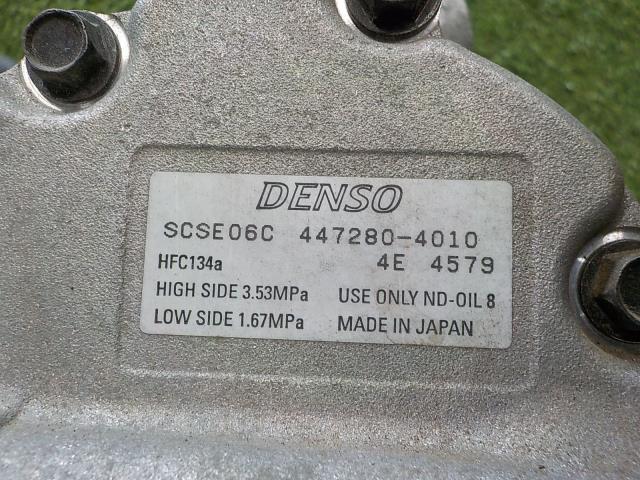 DENSO
SCSE06C 447280-4010
HFC134a 4E 4579
HIGH SIDE 3.53MPa USE ONLY ND-OIL 8
LOW SIDE 1.67MPa MADE IN JAPAN